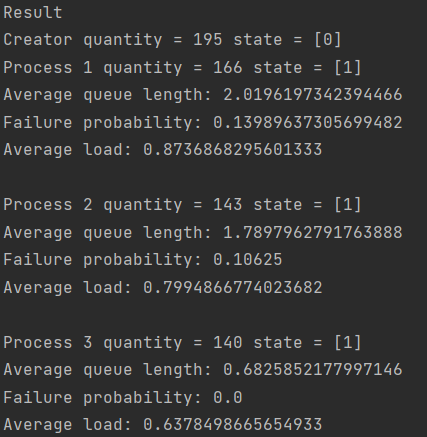 Result
Creator quantity = 195 state = [0]
Process 1 quantity = 166 state = [1]
Average queue length: 2.0196197342394466
Failure probability: 0.13989637305699482
Average load: 0.8736868295601333
Process 2 quantity = 143 state = [1]
Average queue length: 1.7897962791763888
Failure probability: 0.10625
Average load: 0.7994866774023682
Process 3 quantity = 140 state = [1]
Average queue length: 0.6825852177997146
Failure probability: 0.0
Average load: 0.6378498665654933